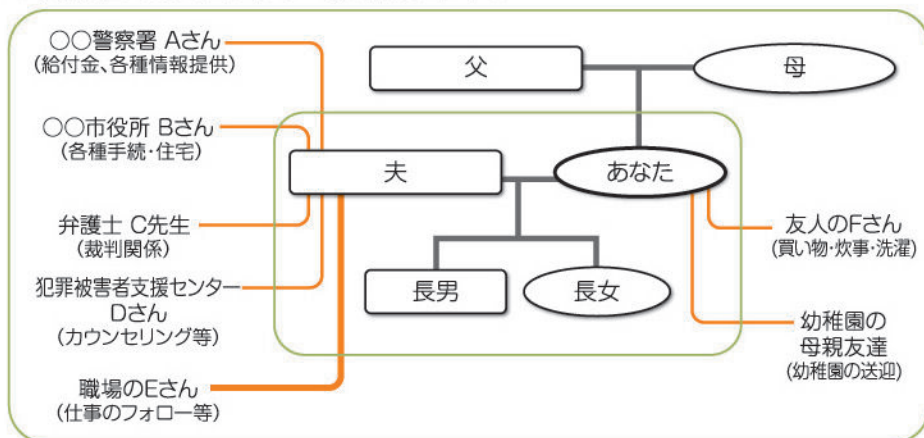 ○○警察署 Aさん
(給付金、各種情報提供)
父
母
○○市役所 Bさん
(各種手続・住宅)
夫
あなた
弁護士 C先生
(裁判関係)
友人のFさん
(買い物・炊事・洗濯)
犯罪被害者支援センター
Dさん
(カウンセリング等)
長男
長女
幼稚園の
母親友達
(幼稚園の送迎)
職場のEさん
(仕事のフォロー等)